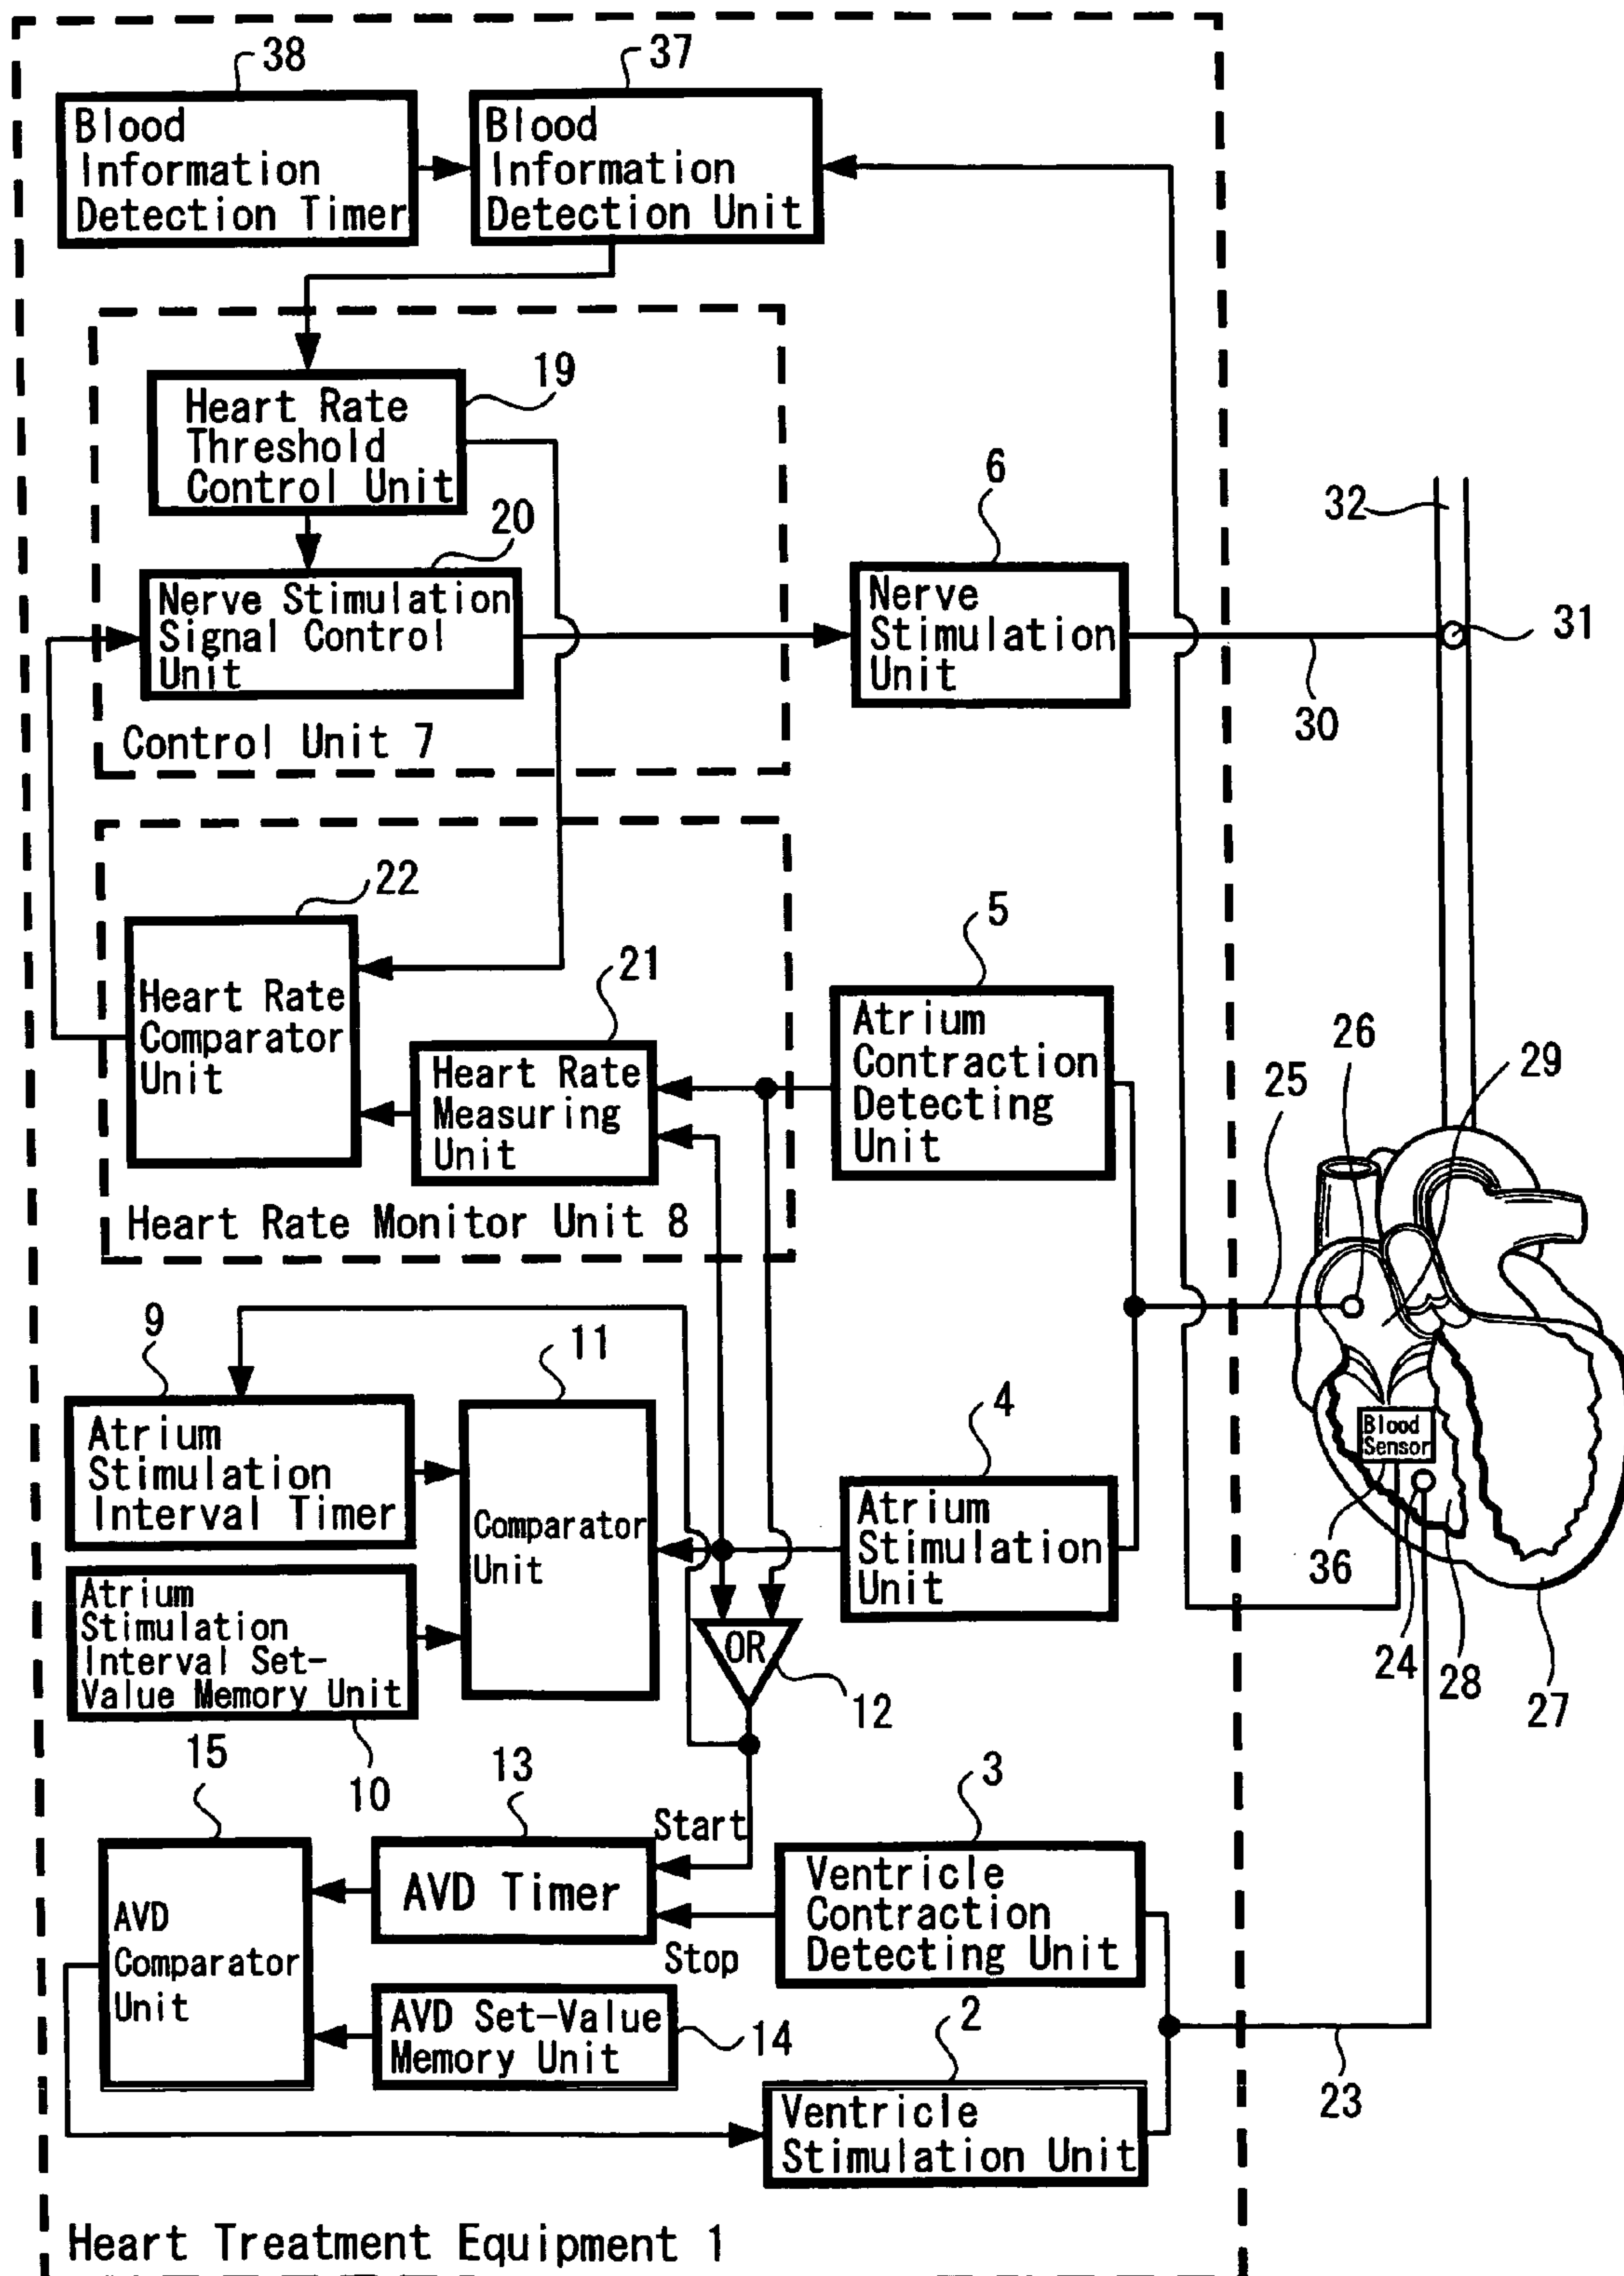 38
37
Blood
Information
Detection Timer
Blood
Information
Detection Unit
19
Heart Rate
Threshold
Control Unit
20
6
32
Nerve Stimulation
Signal Control
Unit
Nerve
Stimulation
Unit
31
30
Control Unit 7
22
5
21
Heart Rate
Comparator
Unit
Atrium
Contraction
Detecting
Unit
26
29
25
Heart Rate
Measuring
Unit
Heart Rate Monitor Unit 8
9
11
4
Atrium
Stimulation
Interval Timer
Blood
Sensor
Comparator
Unit
Atrium
Stimulation
Unit
36
Atrium
Stimulation
Interval Set-
Value Memory Unit
OR
24
28
27
12
15
10
13
3
Start
AVD Timer
Ventricle
Contraction
Detecting Unit
Stop
AVD
Comparator
Unit
AVD Set-Value
Memory Unit
14
2
23
Ventricle
Stimulation Unit
Heart Treatment Equipment 1